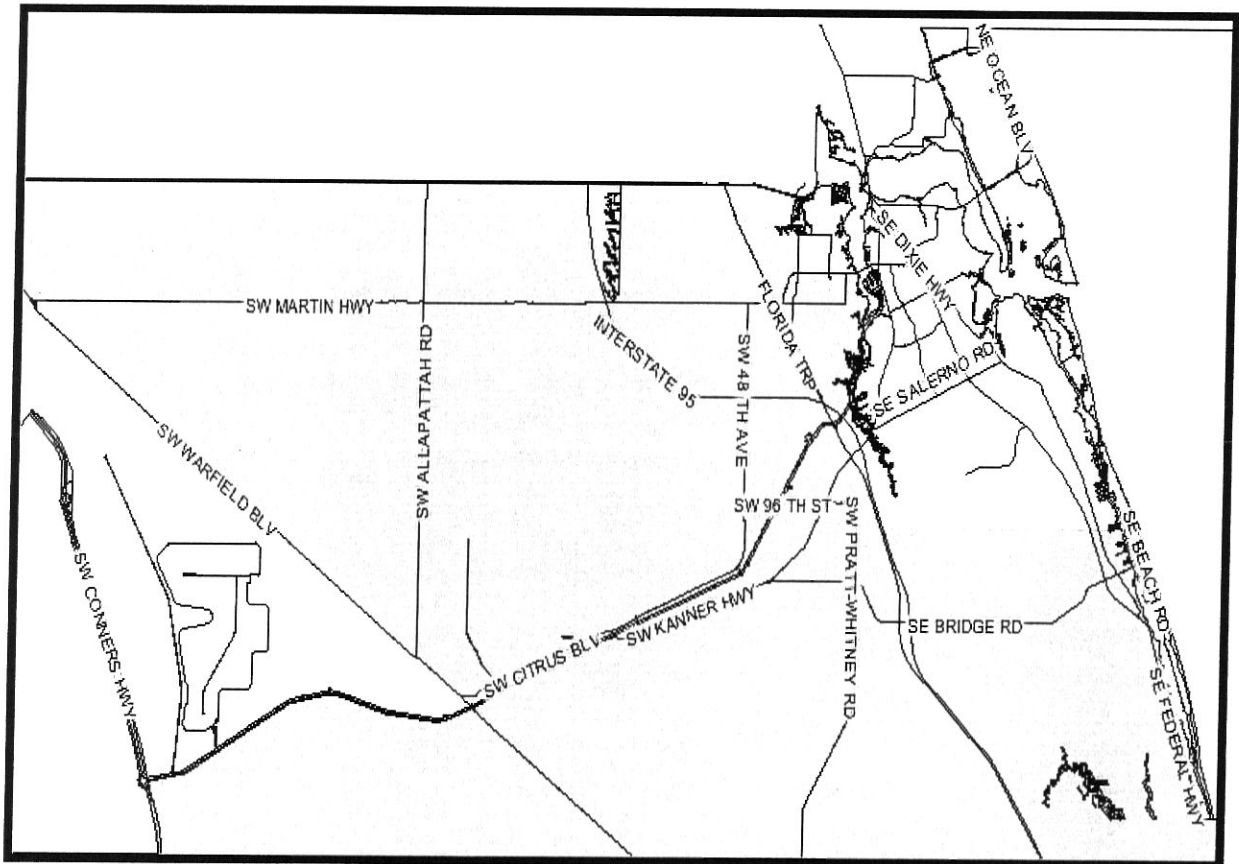 NE OCEAN BLV
SE DIXIE HWY
SW MARTIN HWY
FLORIDA TRP
INTERSTATE 95
SW ALLAPATTAH RD
SW 48 TH AVE
SE SALERNO RD
SW WARFIELD BLV
SW 96 TH ST
SW PRATT-WHITNEY RD
SE BEACH RD
SW CONNERS HWY
SW KANNER HWY
SW CITRUS BLV
SE BRIDGE RD
SE FEDERAL HWY